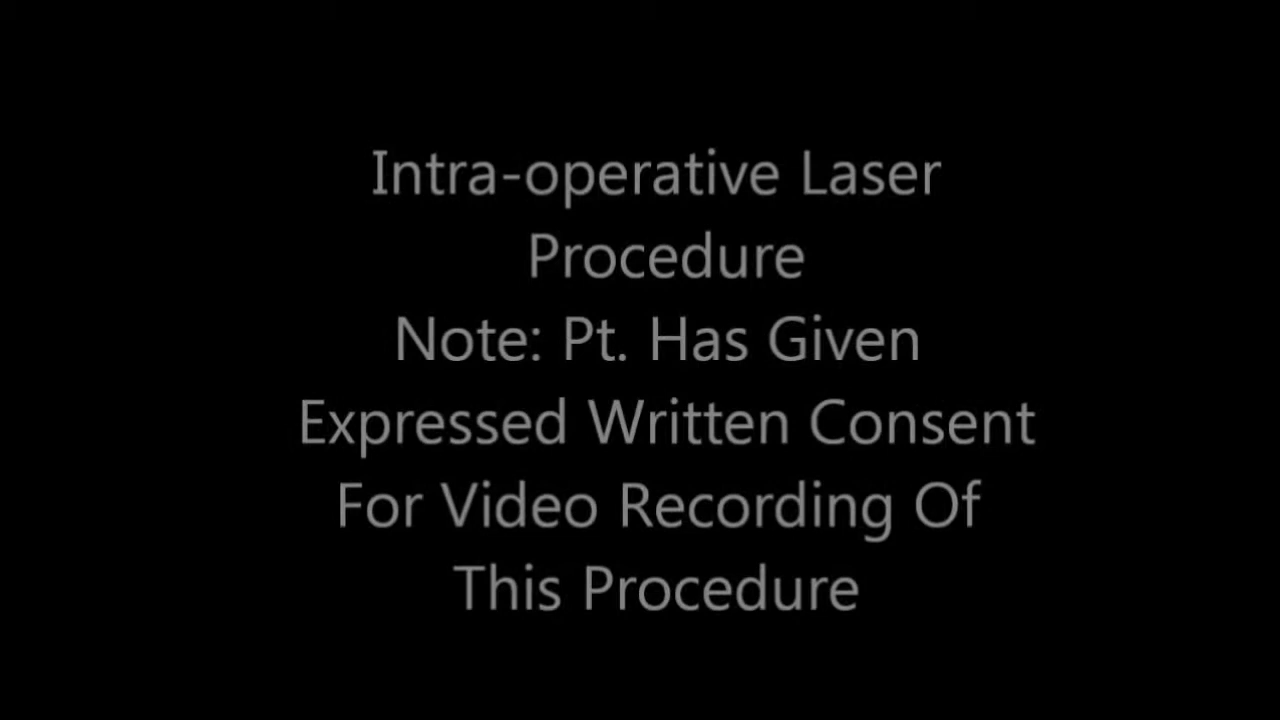 Intra-operative Laser
Procedure
Note: Pt. Has Given
Expressed Written Consent
For Video Recording Of
This Procedure